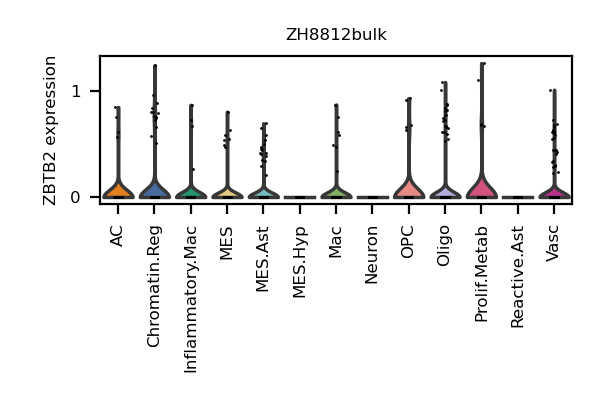 ZH8812bulk
ZBTB2 expression
1
0
AC
Chromatin.Reg
Inflammatory.Mac
MES
MES.Ast
MES.Hyp
Mac
Neuron
OPC
Oligo
Prolif.Metab
Reactive.Ast
Vasc